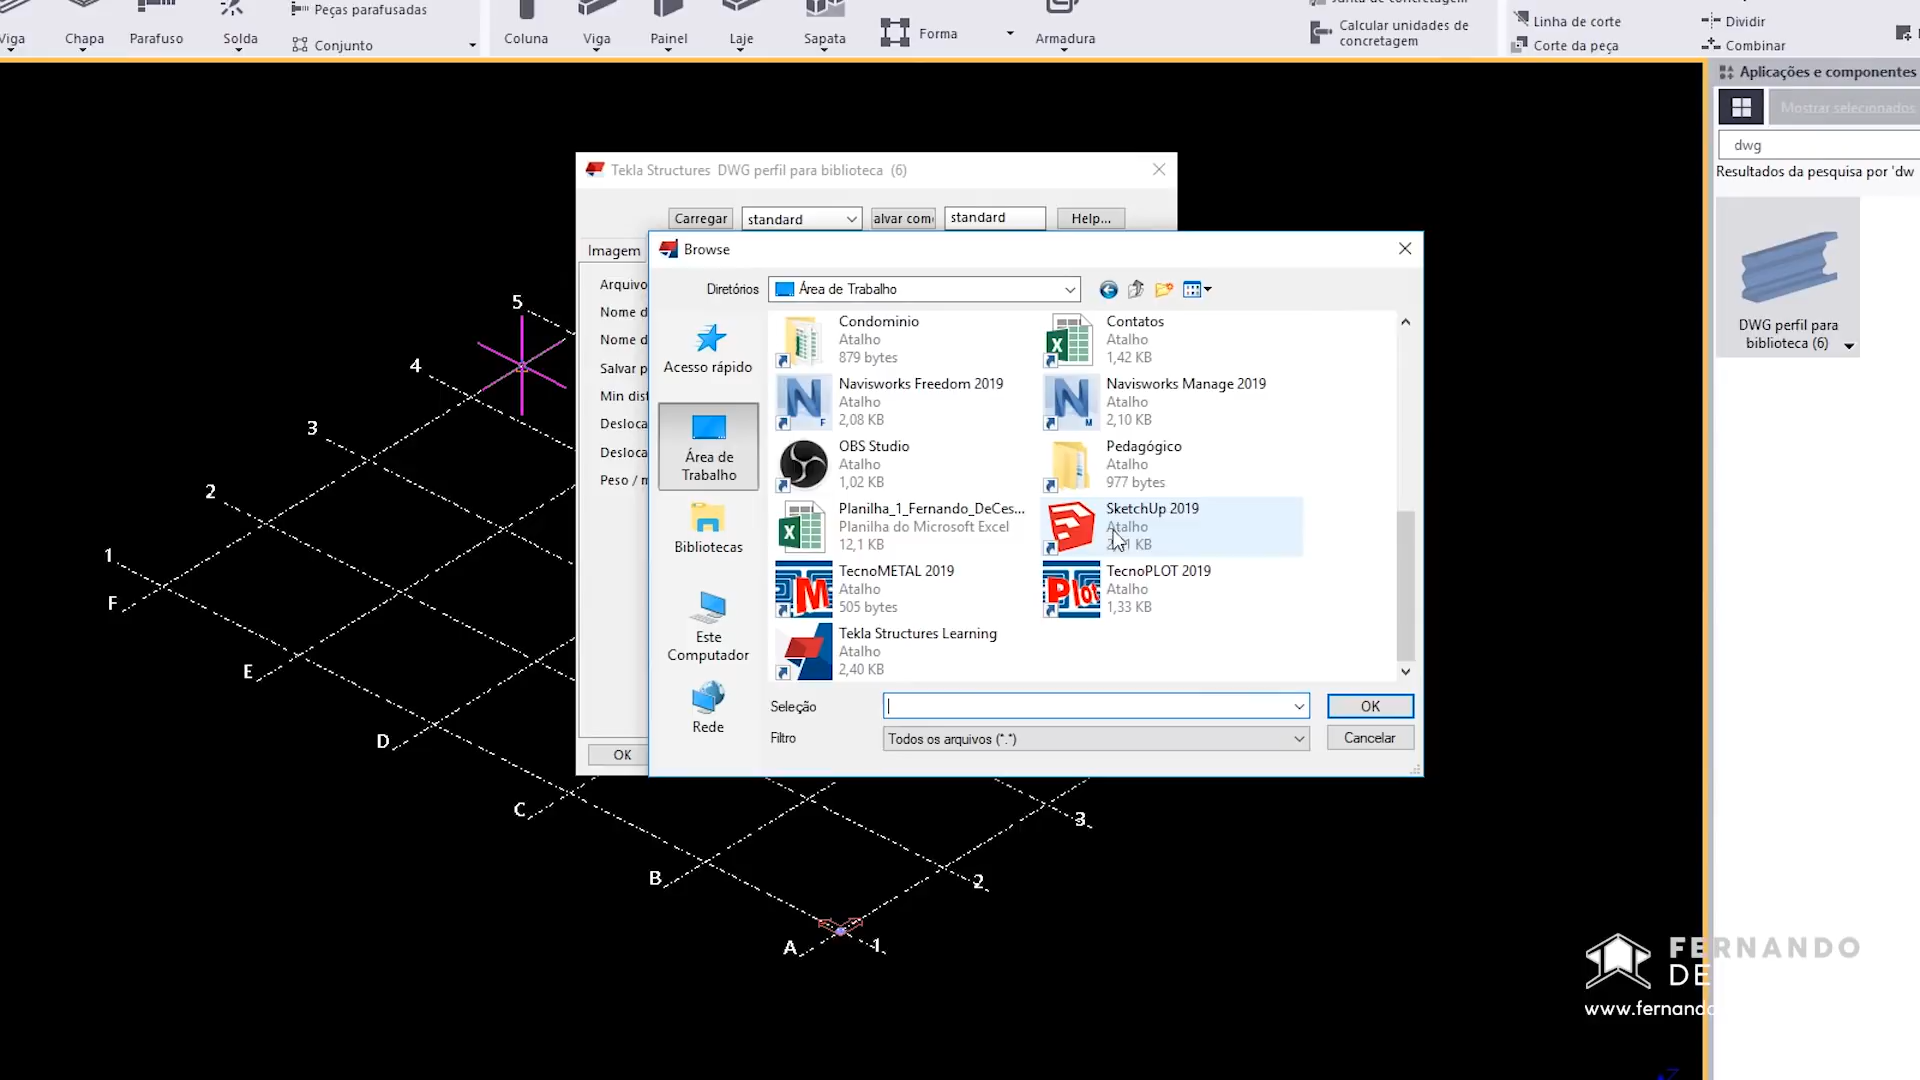 Peças parafusadas
Viga
Chapa
Parafuso
Solda
Conjunto
Coluna
Viga
Painel
Laje
Sapata
Forma
Armadura
Calcular unidades de
concretagem
Linha de corte
Corte da peça
Dividir
Combinar
Aplicações e componentes
Mostrar selecionados
dwg
Resultados da pesquisa por 'dw
DWG perfil para
biblioteca (6)
Tekla Structures DWG perfil para biblioteca (6)
Carregar
standard
alvar com
standard
Help...
Imagem
Arquivo
Nome d
Nome d
Salvar p
Min dist
Desloca
Desloca
Peso / m
OK
Browse
Diretórios
Área de Trabalho
Acesso rápido
Área de
Trabalho
Bibliotecas
Este
Computador
Rede
Condominio
Atalho
879 bytes
Contatos
Atalho
1,42 KB
Navisworks Freedom 2019
Atalho
2,08 KB
Navisworks Manage 2019
Atalho
2,10 KB
OBS Studio
Atalho
1,02 KB
Pedagógico
Atalho
977 bytes
Planilha_1_Fernando_DeCes...
Planilha do Microsoft Excel
12,1 KB
SketchUp 2019
Atalho
KB
TecnoMETAL 2019
Atalho
505 bytes
TecnoPLOT 2019
Atalho
1,33 KB
Tekla Structures Learning
Atalho
2,40 KB
Seleção
OK
Filtro
Todos os arquivos (*.*)
Cancelar
5
4
3
2
1
F
E
D
C
B
A
1
2
3
FERNANDO
DE
www.fernando